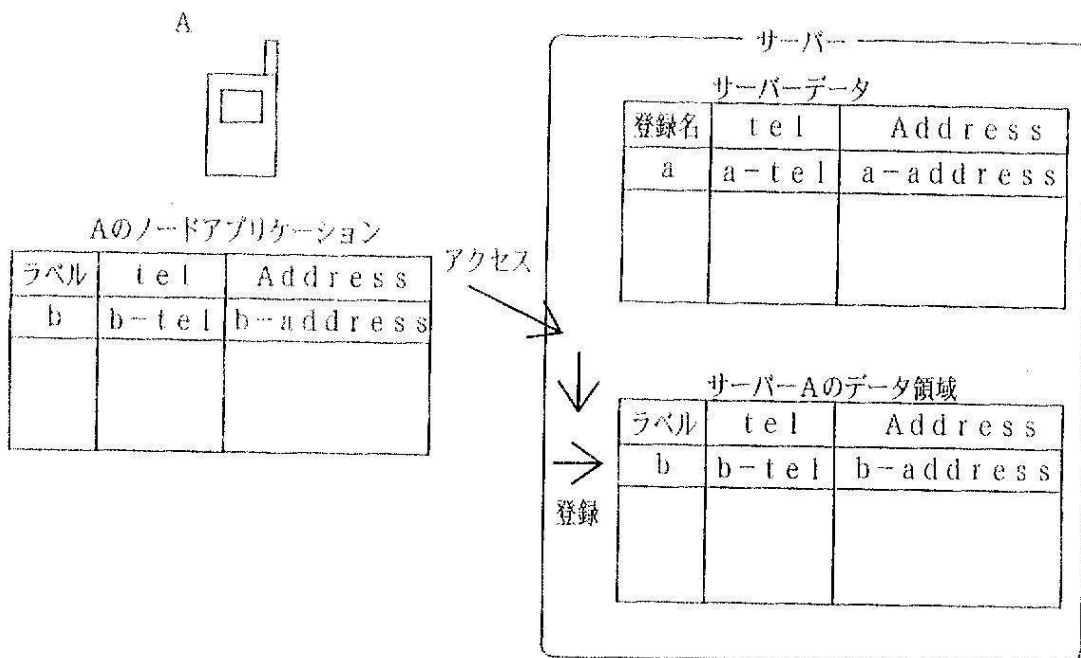 A
サーバー
サーバーデータ
登録名 tel Address
a a-tel a-address
Aのノードアプリケーション
ラベル tel Address
b b-tel b-address
アクセス
サーバーAのデータ領域
ラベル tel Address
b b-tel b-address
登録